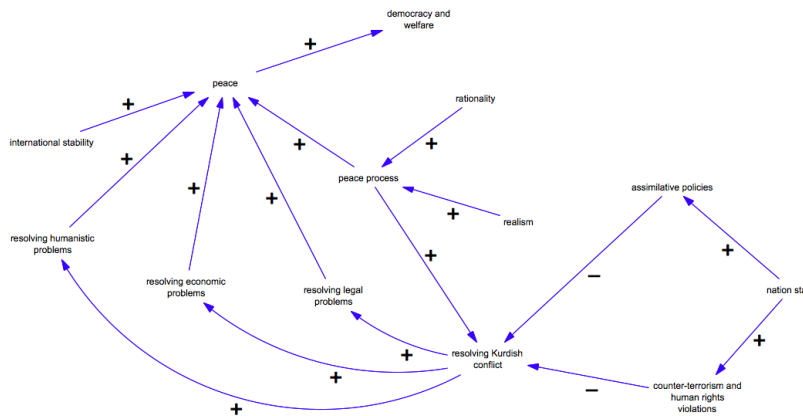 democracy and
welfare
+
peace
+
rationality
international stability
+
+
+
peace process
assimilative policies
+
+
+
realism
resolving humanistic
problems
+
+
resolving economic
problems
resolving legal
problems
−
nation sta
+
resolving Kurdish
conflict
+
+
−
counter-terrorism and
human rights
violations
+